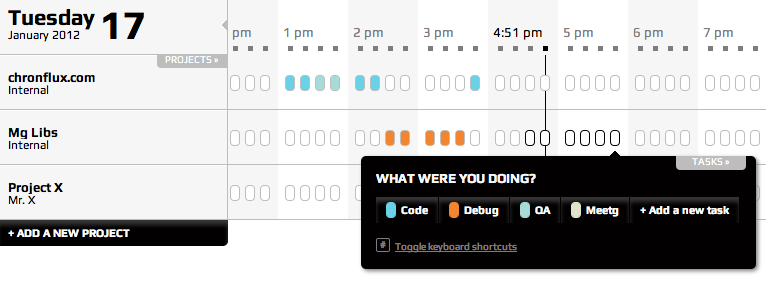 Tuesday 17
January 2012
pm 1 pm 2 pm 3 pm 4:51 pm 5 pm 6 pm 7 pm
PROJECTS »
chronflux.com
Internal
Mg Libs
Internal
TASKS »
WHAT WERE YOU DOING?
Project X
Mr. X
Code Debug QA Meetg + Add a new task
+ ADD A NEW PROJECT
# Toggle keyboard shortcuts